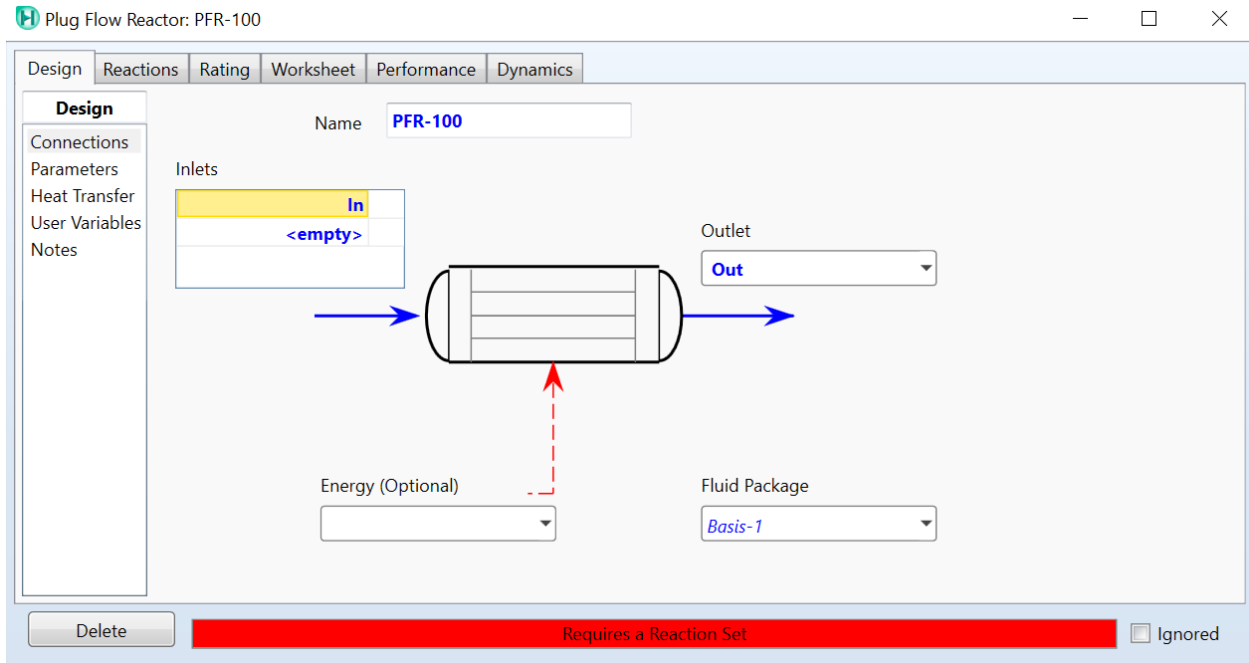 Plug Flow Reactor: PFR-100
Design Reactions Rating Worksheet Performance Dynamics
Design
Connections
Parameters
Heat Transfer
User Variables
Notes
Name PFR-100
Inlets
In
<empty>
Outlet
Out
Energy (Optional)
Fluid Package
Basis-1
Delete Requires a Reaction Set Ignored